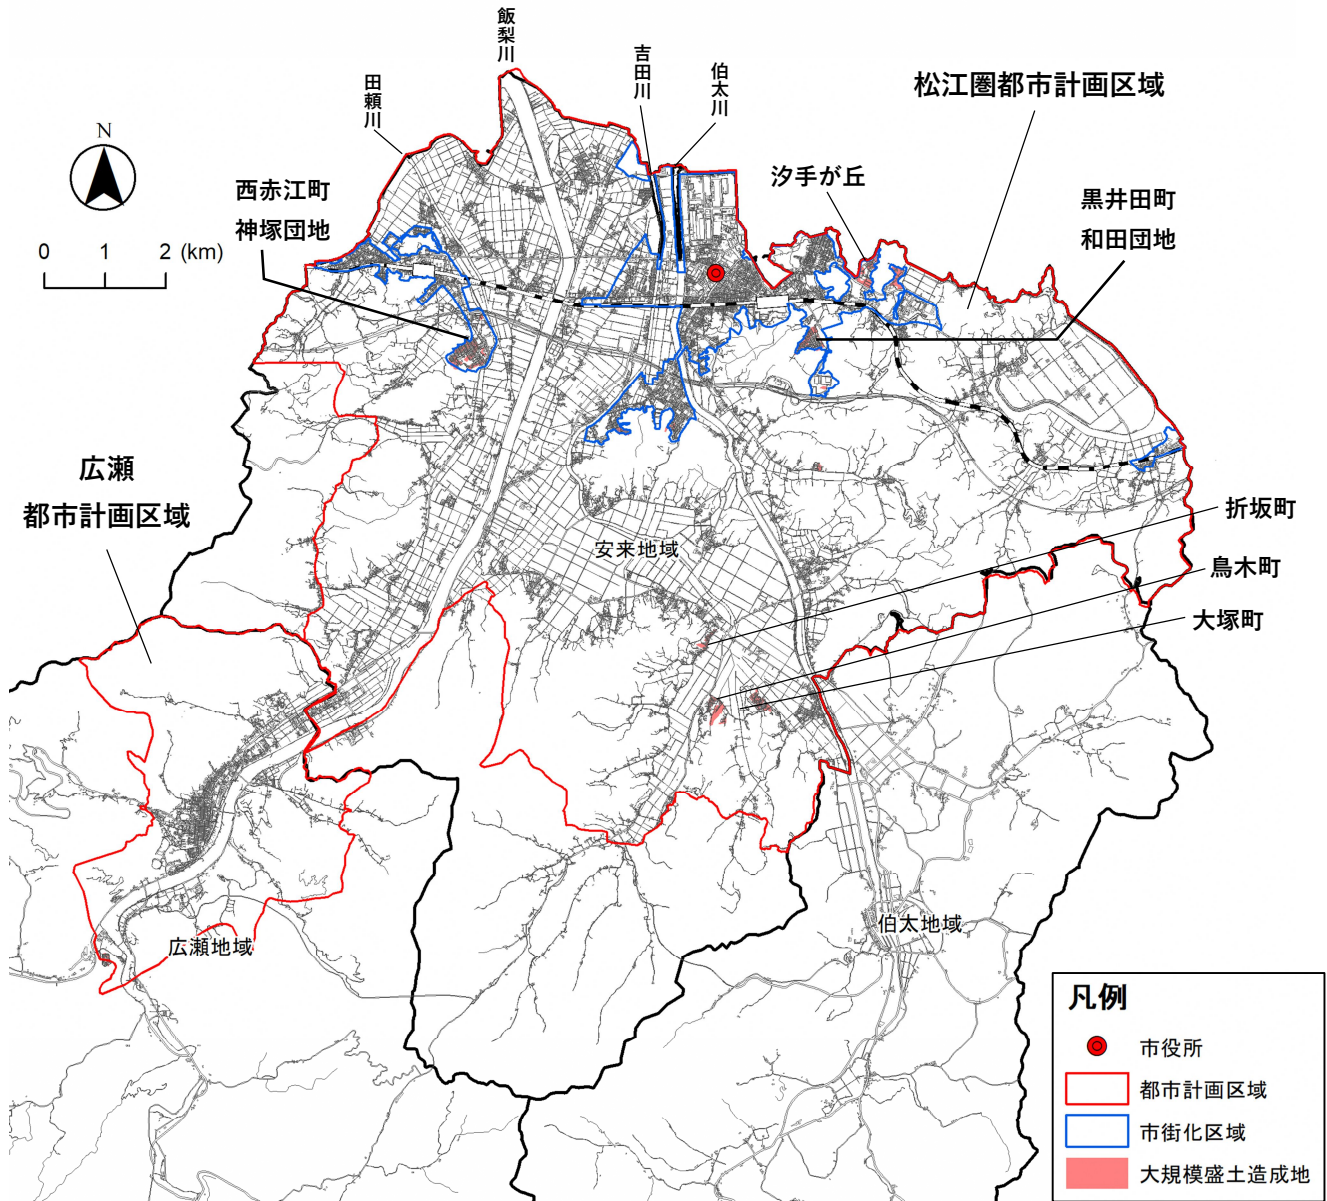 飯梨川
吉田川
伯太川
田頼川
松江圏都市計画区域
N
汐手が丘
西赤江町
神塚団地
黒井田町
和田団地
0 1 2 (km)
広瀬
都市計画区域
折坂町
安来地域
鳥木町
大塚町
伯太地域
広瀬地域
凡例
市役所
都市計画区域
市街化区域
大規模盛土造成地